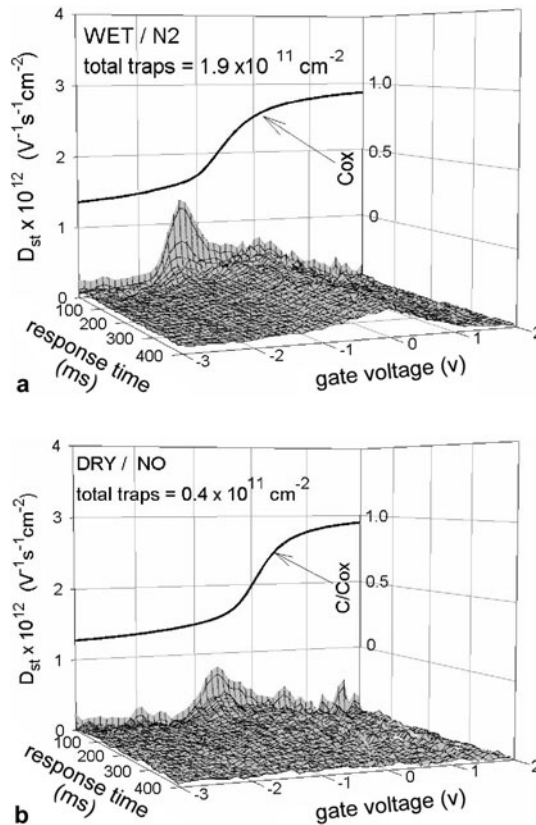 4
WET / N2
total traps = 1.9 x10 11 cm-2
3
1.0
2
0.5
Cox
1
0
0
100
200
300
400
-3
-2
-1
0
1
2
Dst x 10 12 (V-1s-1cm-2)
response time
(ms)
gate voltage (v)
a
4
DRY / NO
total traps = 0.4 x 10 11 cm-2
3
1.0
2
0.5
C/Cox
1
0
0
100
200
300
400
-3
-2
-1
0
1
2
Dst x 10 12 (V-1s-1cm-2)
response time
(ms)
gate voltage (v)
b